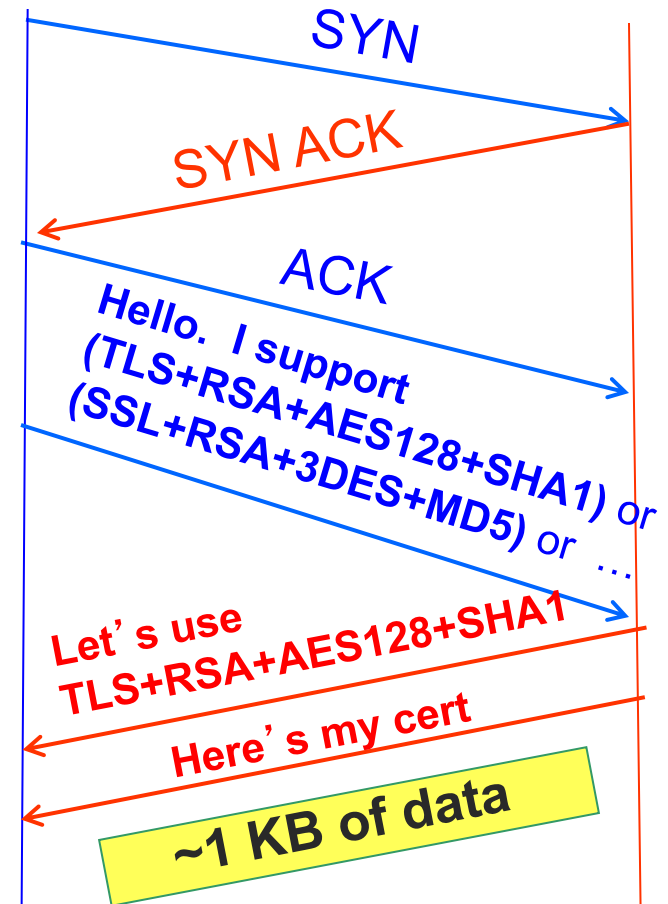 SYN
SYN ACK
ACK
Hello.  I support
(TLS+RSA+AES128+SHA1) or
(SSL+RSA+3DES+MD5) or  …
Let’s use
TLS+RSA+AES128+SHA1
Here’s my cert
~1 KB of data